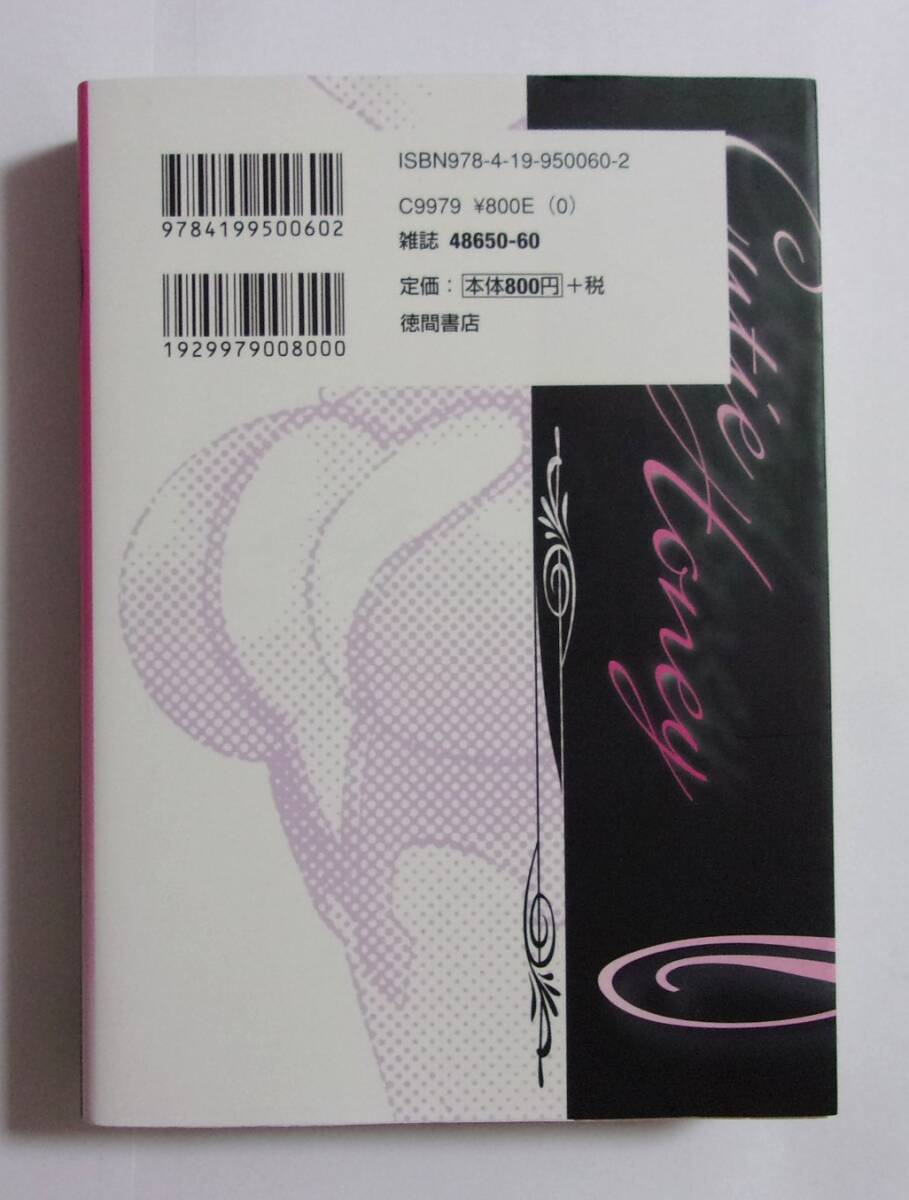 ISBN978-4-19-950060-2
9784199500602
C9979 ¥800E (0)
雑誌 48650-60
定価：本体800円+税
1929979008000
徳間書店
Cutie
Honey